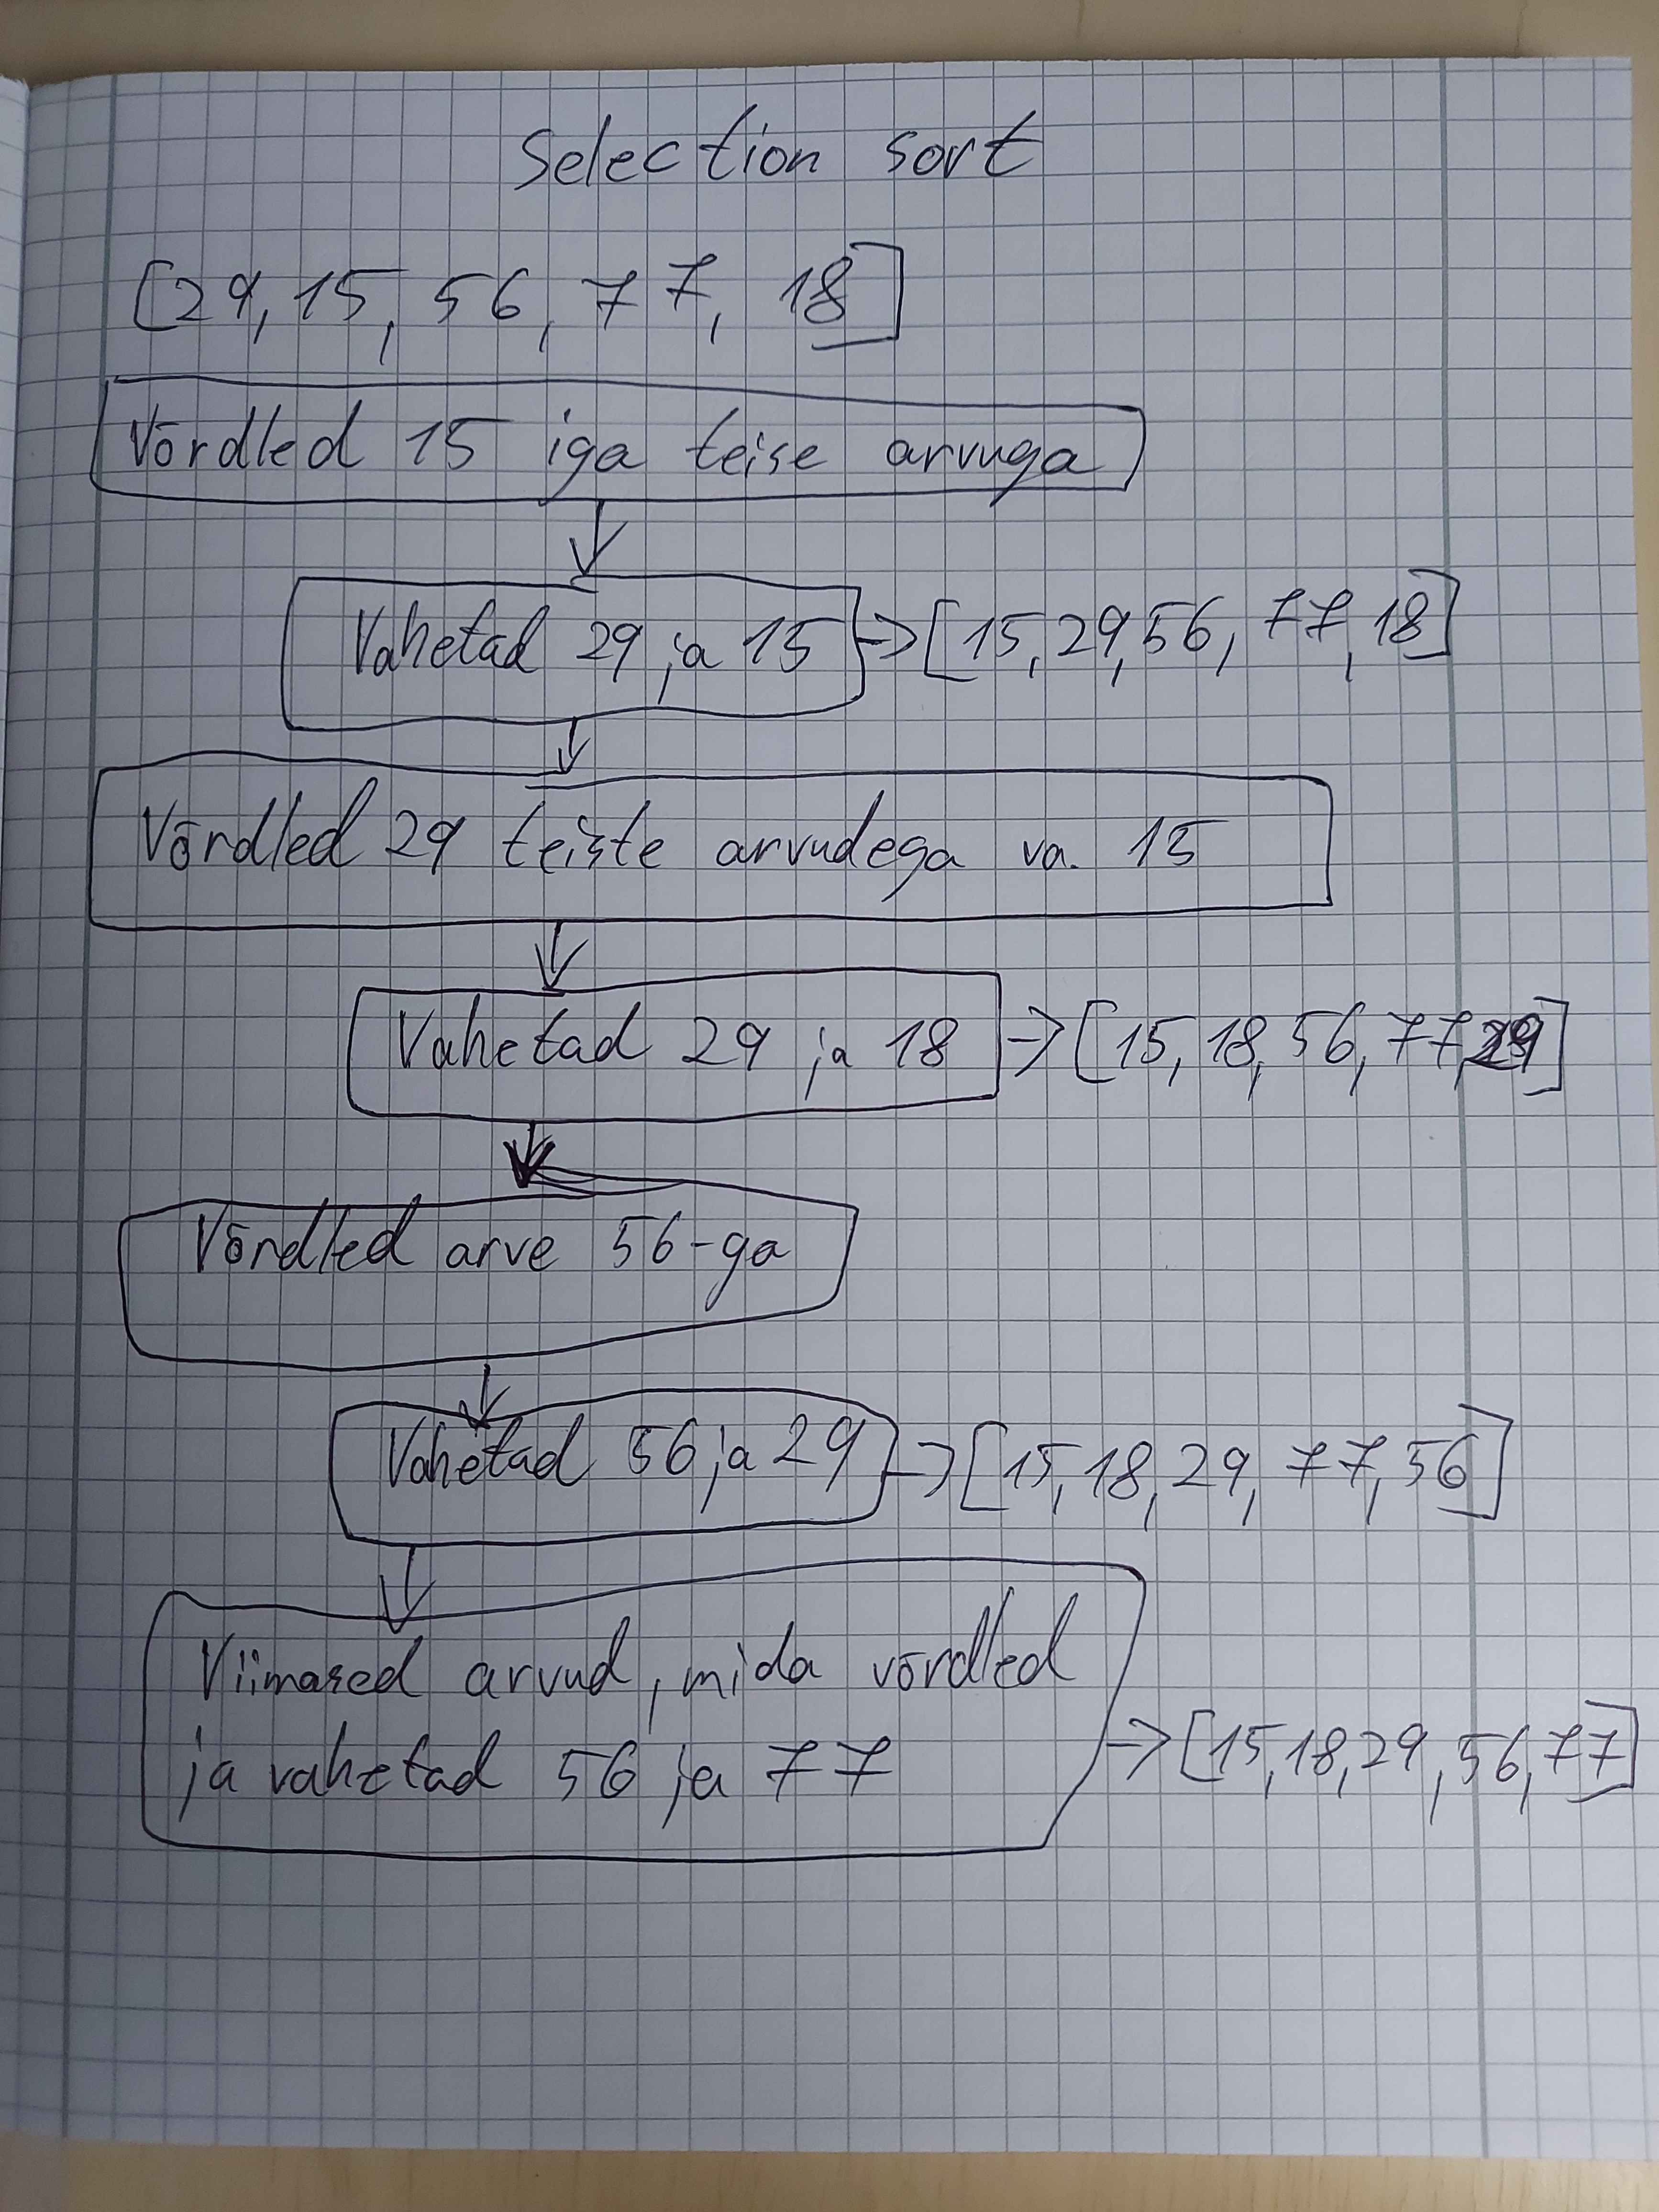 Selection sort
[29, 15, 56, 77, 18]
Võrdled 15 iga teise arvuga
Vahetad 29 ja 15 -> [15, 29, 56, 77, 18]
Võrdled 29 teiste arvudega va. 15
Vahetad 29 ja 18 -> [15, 18, 56, 77, 29]
Võrdled arve 56-ga
Vahetad 56 ja 29 -> [15, 18, 29, 77, 56]
Viimased arvud, mida võrdled
ja vahetad 56 ja 77 -> [15, 18, 29, 56, 77]